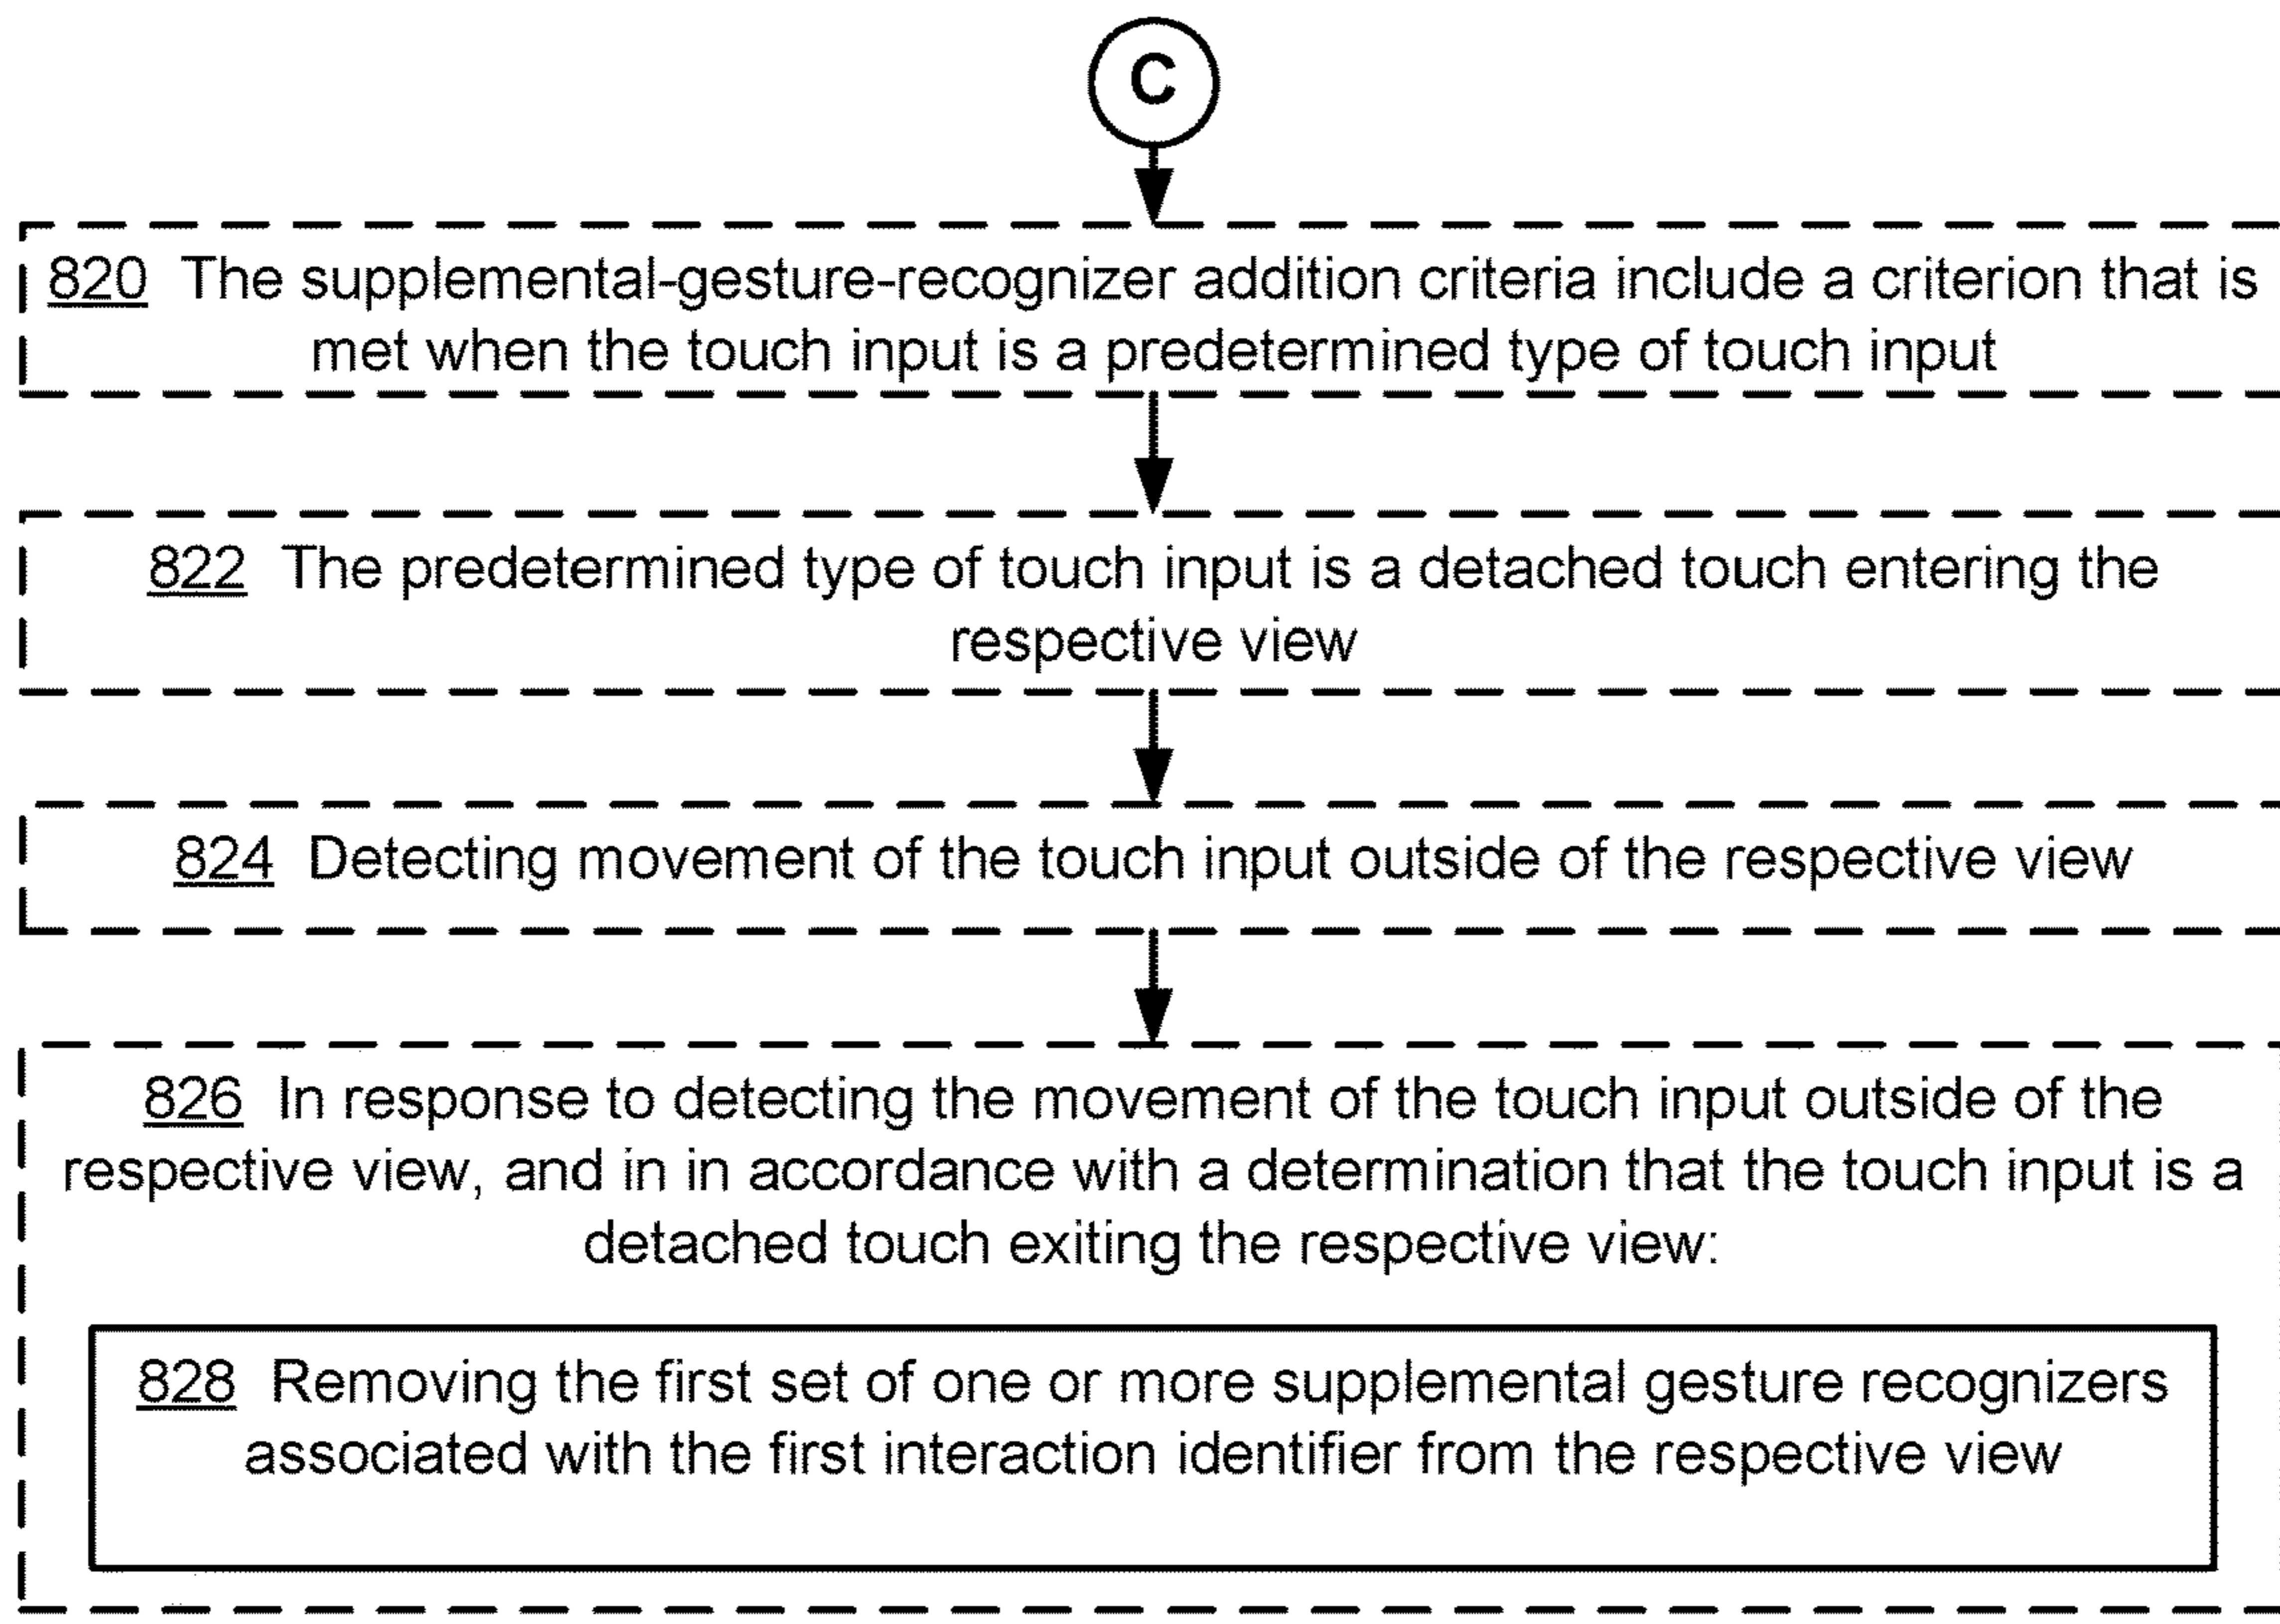 C
820 The supplemental-gesture-recognizer addition criteria include a criterion that is
met when the touch input is a predetermined type of touch input
822 The predetermined type of touch input is a detached touch entering the
respective view
824 Detecting movement of the touch input outside of the respective view
826 In response to detecting the movement of the touch input outside of the
respective view, and in in accordance with a determination that the touch input is a
detached touch exiting the respective view:
828 Removing the first set of one or more supplemental gesture recognizers
associated with the first interaction identifier from the respective view